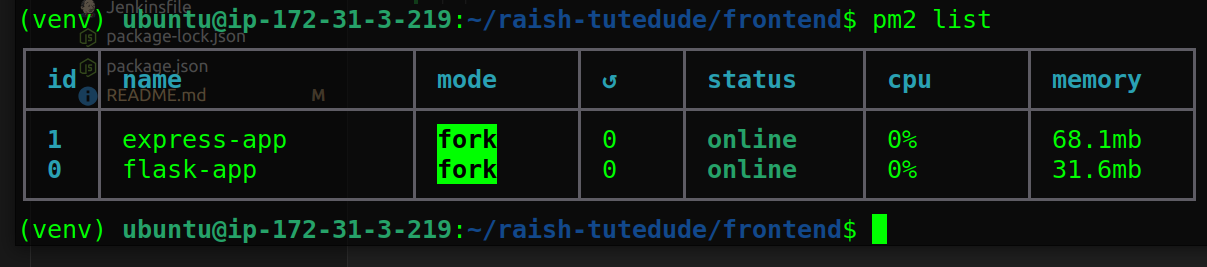 Jenkinsfile
(venv) ubuntu@ip-172-31-3-219:~/raish-tutedude/frontend$ pm2 list
package-lock.json
package.json
id name mode ↺ status cpu memory
README.md M
1 express-app fork 0 online 0% 68.1mb
0 flask-app fork 0 online 0% 31.6mb
(venv) ubuntu@ip-172-31-3-219:~/raish-tutedude/frontend$